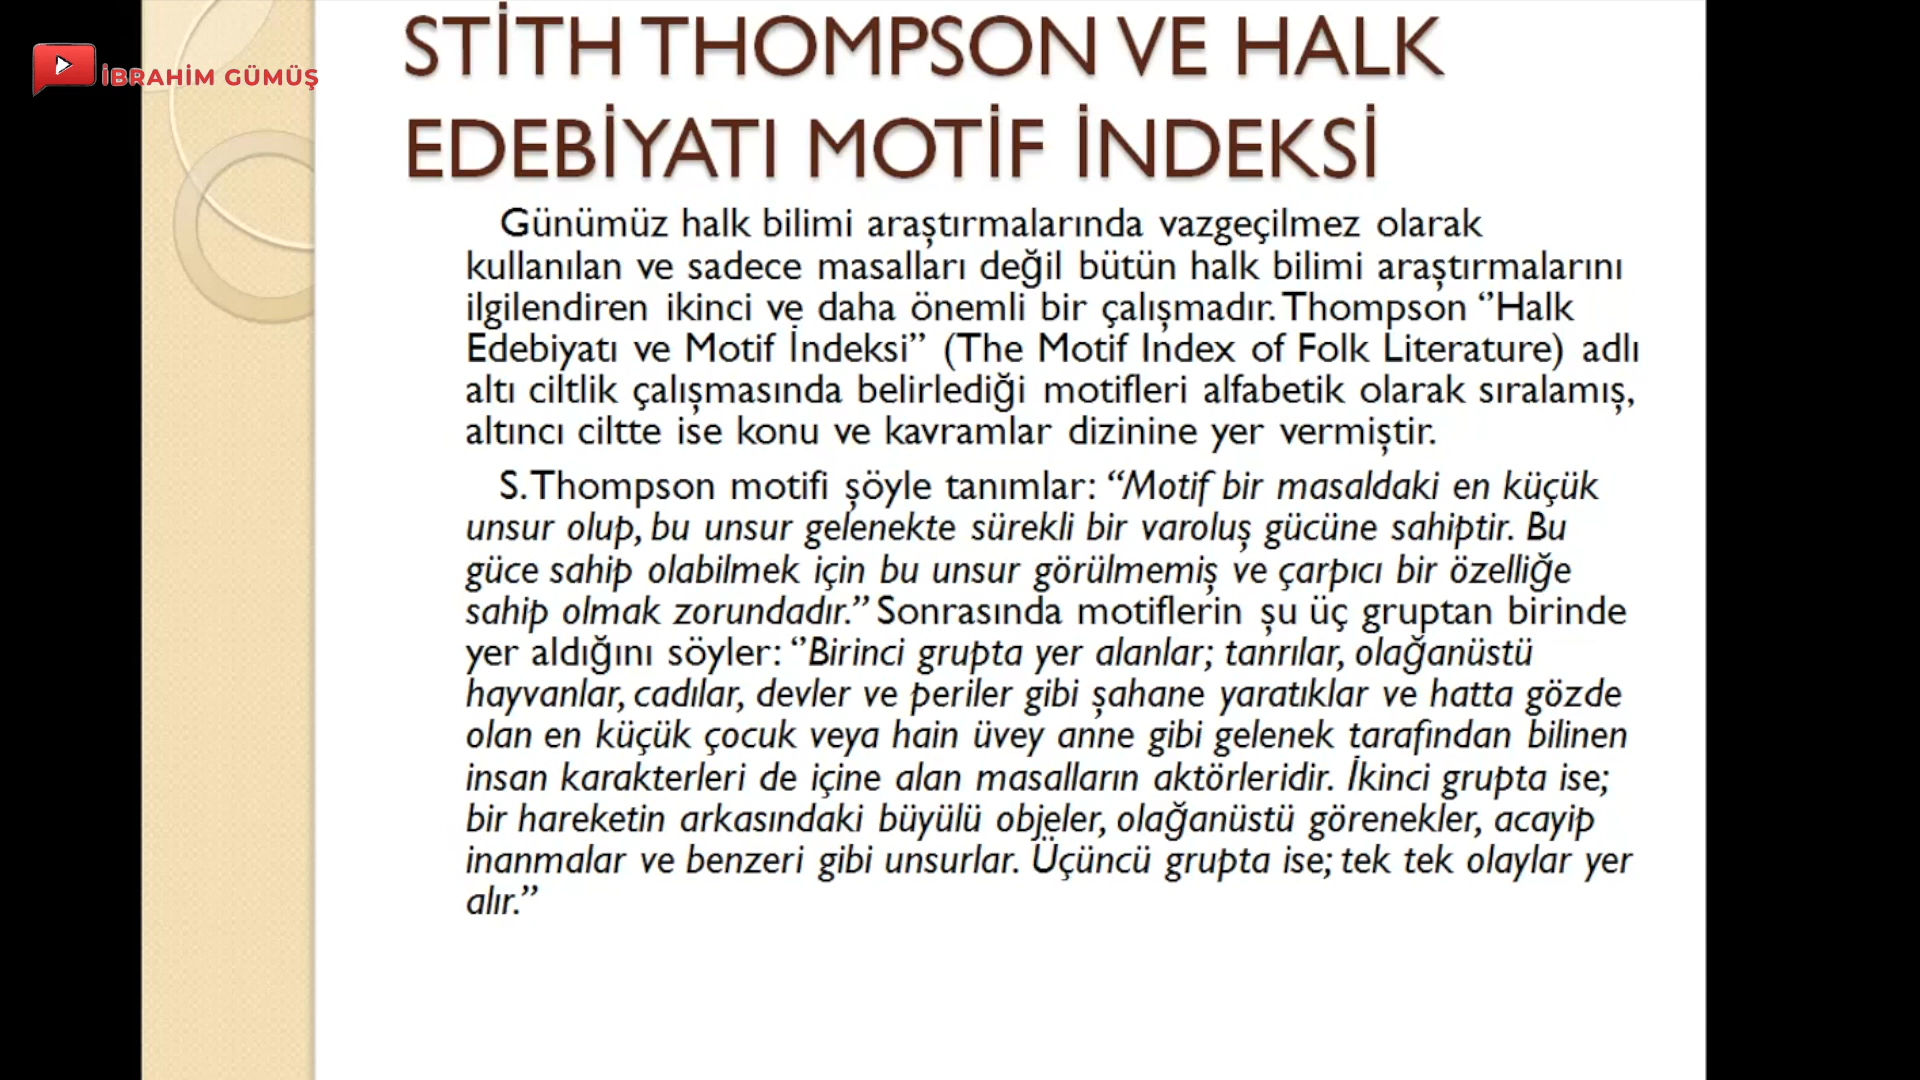 STİTH THOMPSON VE HALK
EDEBİYATI MOTİF İNDEKSİ
İBRAHİM GÜMÜŞ
Günümüz halk bilimi araştırmalarında vazgeçilmez olarak
kullanılan ve sadece masalları değil bütün halk bilimi araştırmalarını
ilgilendiren ikinci ve daha önemli bir çalışmadır. Thompson ‘’Halk
Edebiyatı ve Motif İndeksi’’ (The Motif Index of Folk Literature) adlı
altı ciltlik çalışmasında belirlediği motifleri alfabetik olarak sıralamış,
altıncı ciltte ise konu ve kavramlar dizinine yer vermiştir.
S. Thompson motifi şöyle tanımlar: “Motif bir masaldaki en küçük
unsur olup, bu unsur gelenekte sürekli bir varoluş gücüne sahiptir. Bu
güce sahip olabilmek için bu unsur görülmemiş ve çarpıcı bir özelliğe
sahip olmak zorundadır.” Sonrasında motiflerin şu üç gruptan birinde
yer aldığını söyler: ‘’Birinci grupta yer alanlar; tanrılar, olağanüstü
hayvanlar, cadılar, devler ve periler gibi şahane yaratıklar ve hatta gözde
olan en küçük çocuk veya hain üvey anne gibi gelenek tarafından bilinen
insan karakterleri de içine alan masalların aktörleridir. İkinci grupta ise;
bir hareketin arkasındaki büyülü objeler, olağanüstü görenekler, acayip
inanmalar ve benzeri gibi unsurlar. Üçüncü grupta ise; tek tek olaylar yer
alır.’’